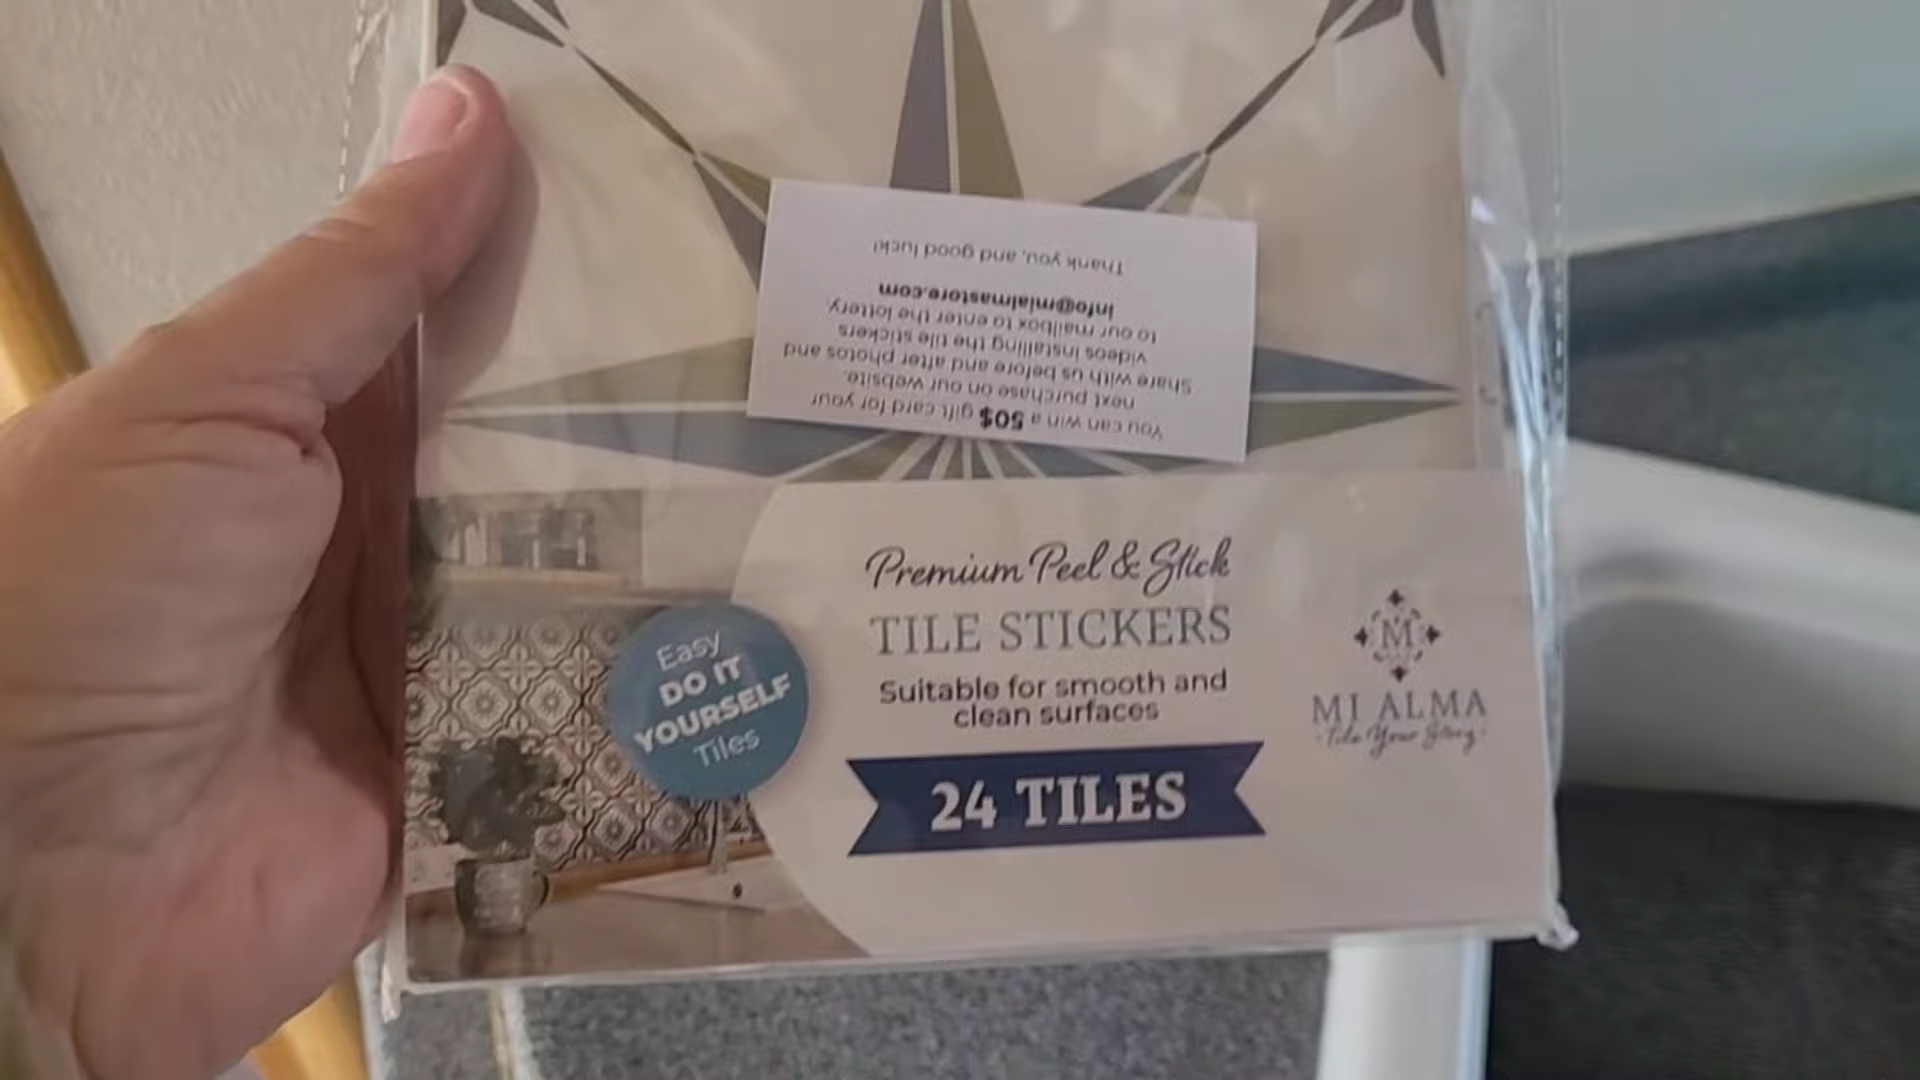 You can win a 50$ gift card for your
next purchase on our website.
Share with us before and after photos and
videos installing the tile stickers
to our mailbox to enter the lottery.
info@mialmastore.com
Thank you, and good luck!
Premium Peel & Stick
TILE STICKERS
Suitable for smooth and
clean surfaces
24 TILES
Easy
DO IT
YOURSELF
Tiles
M
MI ALMA
Tile Your Story